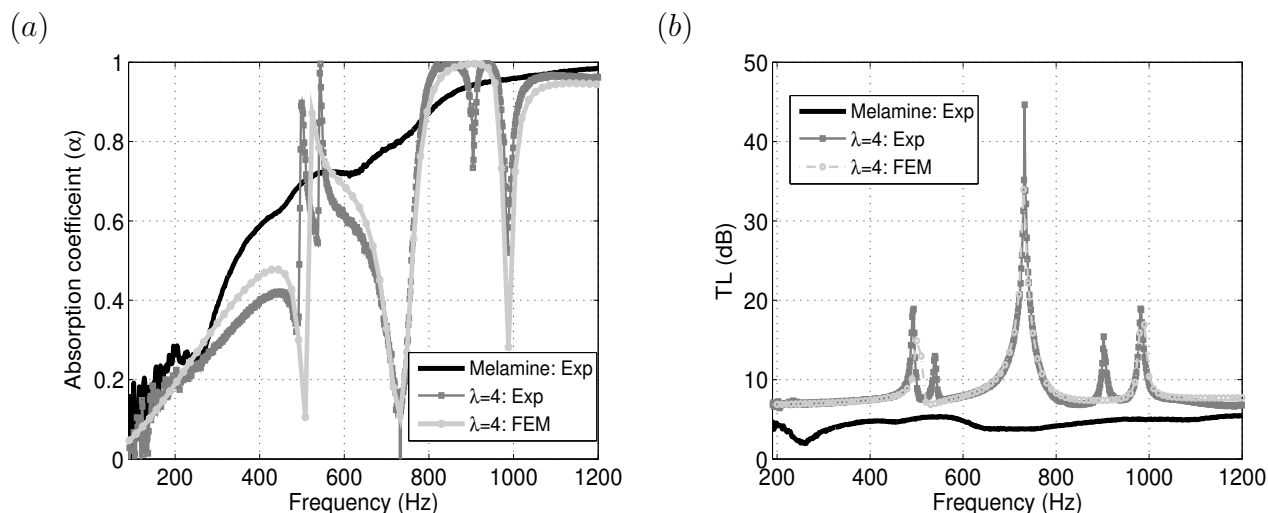 (a)
Absorption coefficeint (α)
1
0.8
0.6
0.4
0.2
0
200 400 600 800 1000 1200
Frequency (Hz)
Melamine: Exp
λ=4: Exp
λ=4: FEM
(b)
TL (dB)
50
40
30
20
10
0
200 400 600 800 1000 1200
Frequency (Hz)
Melamine: Exp
λ=4: Exp
λ=4: FEM